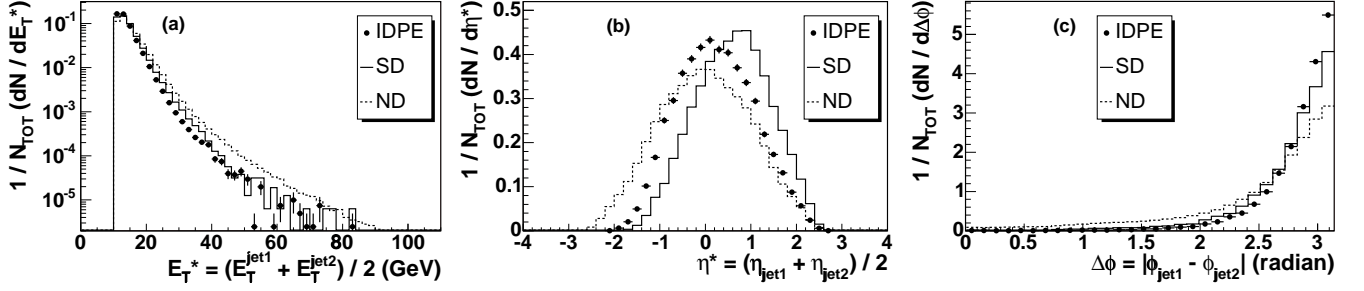 1 / N_TOT (dN / dE_T*)
10^-1
10^-2
10^-3
10^-4
10^-5
(a)
IDPE
SD
ND
0 20 40 60 80 100
E_T* = (E_T^jet1 + E_T^jet2) / 2 (GeV)
1 / N_TOT (dN / dη*)
0.4
0.3
0.2
0.1
0
(b)
IDPE
SD
ND
-4 -3 -2 -1 0 1 2 3 4
η* = (η_jet1 + η_jet2) / 2
1 / N_TOT (dN / dΔϕ)
5
4
3
2
1
0
(c)
IDPE
SD
ND
0 0.5 1 1.5 2 2.5 3
Δϕ = |ϕ_jet1 - ϕ_jet2| (radian)